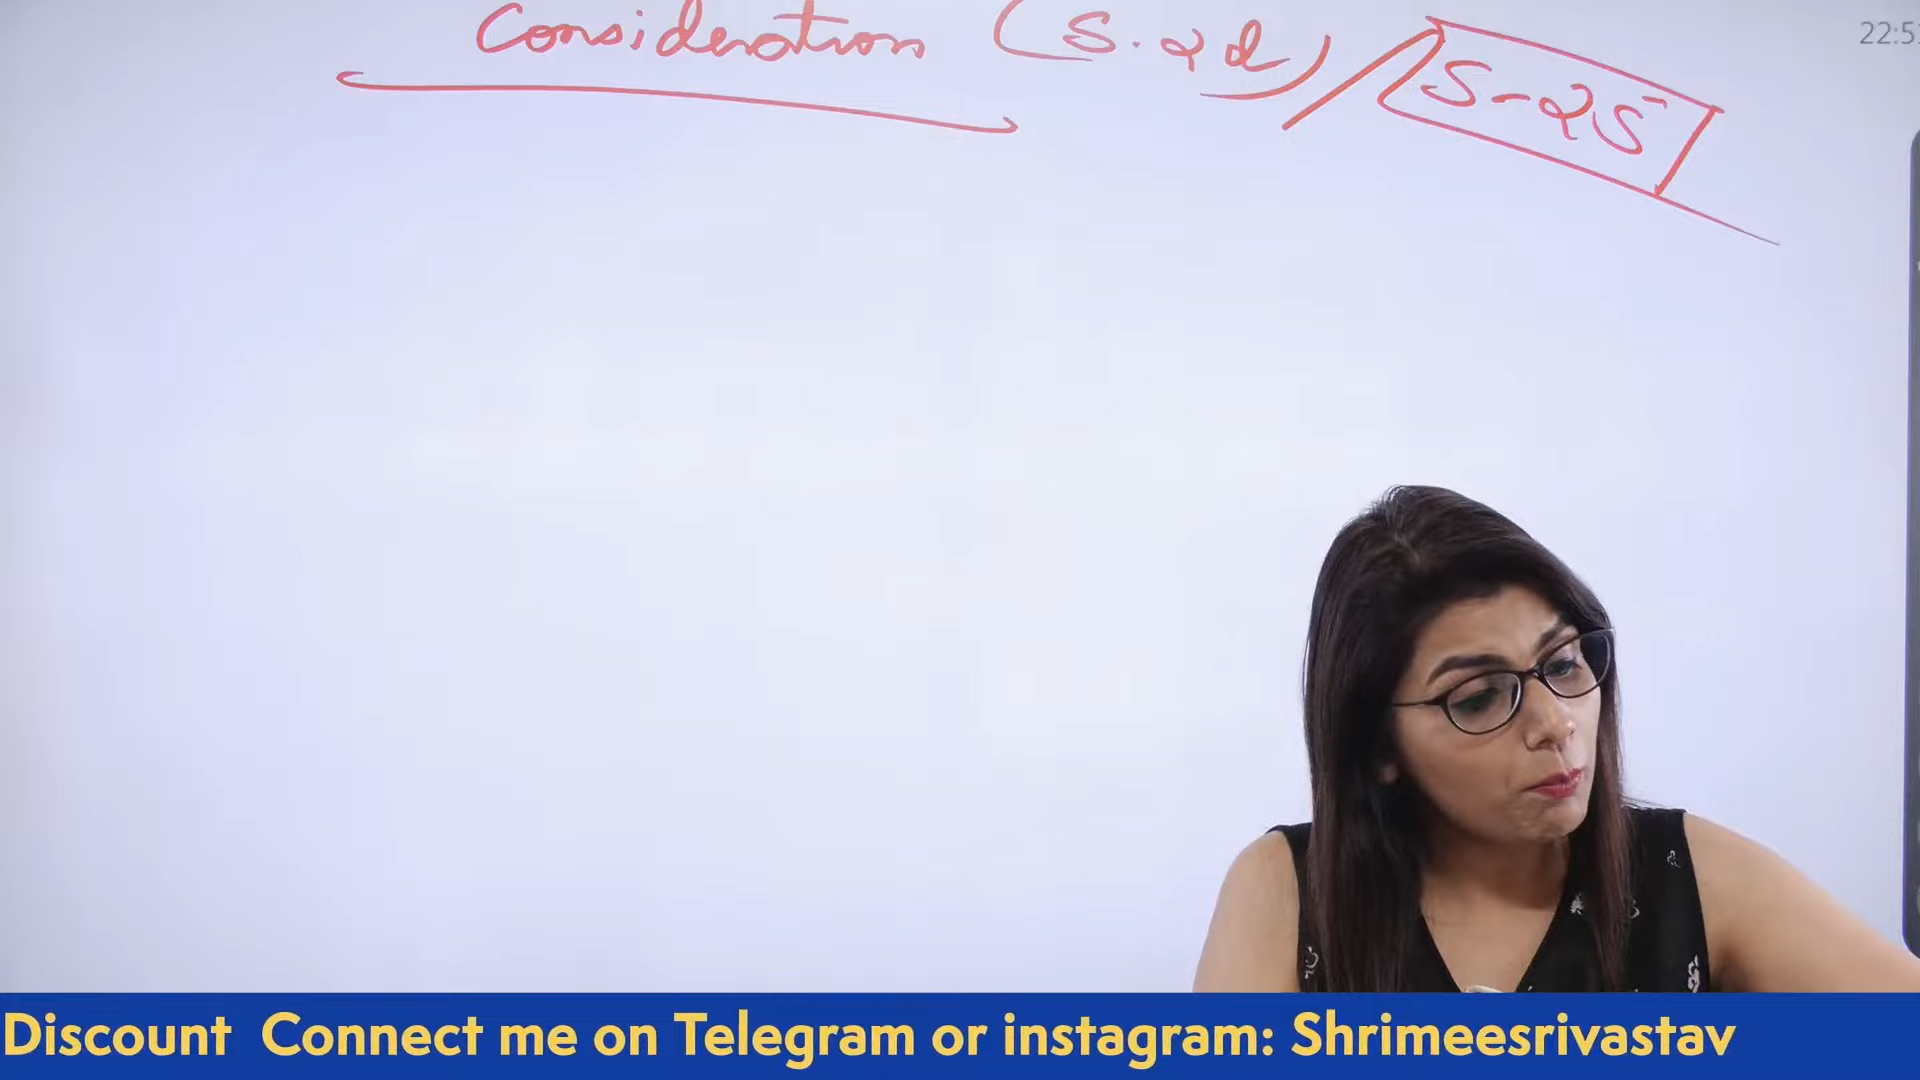 Consideration (S. 2d) / S-25
22:5
Discount Connect me on Telegram or instagram: Shrimeesrivastav